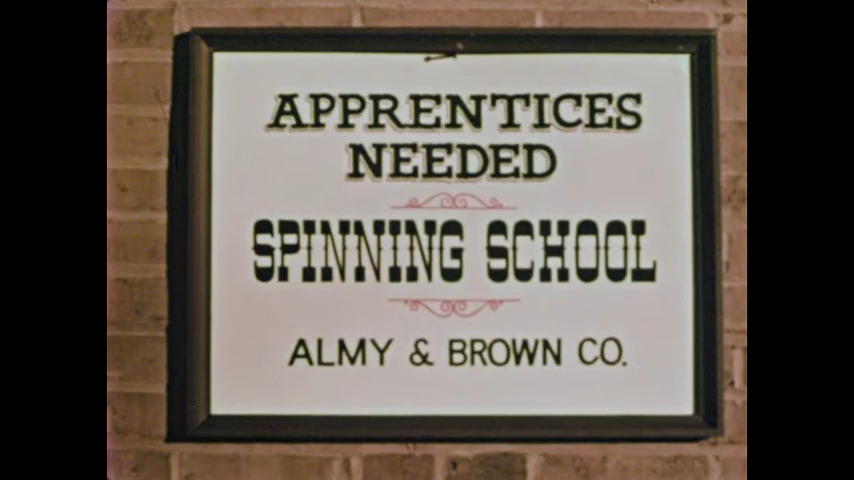 APPRENTICES
NEEDED
SPINNING SCHOOL
ALMY & BROWN CO.